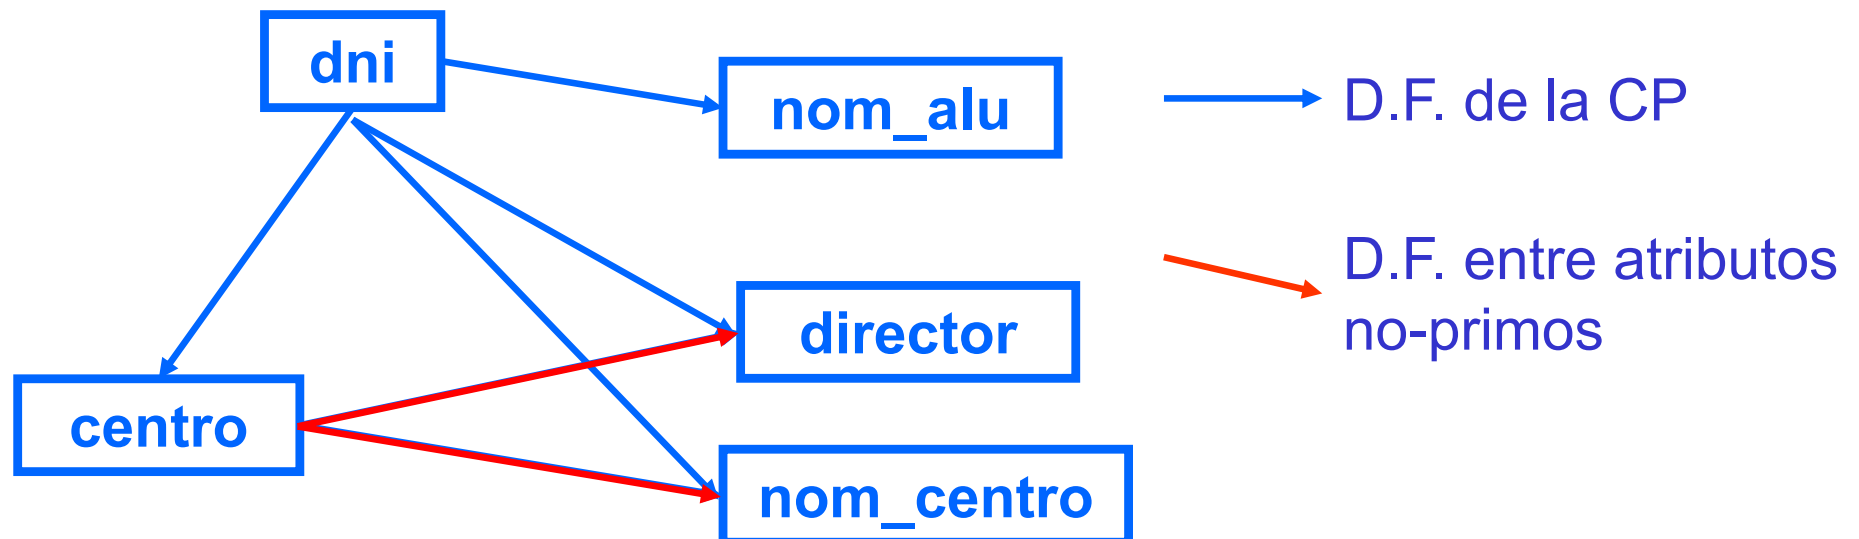 dni
nom_alu
D.F. de la CP
D.F. entre atributos
no-primos
director
centro
nom_centro